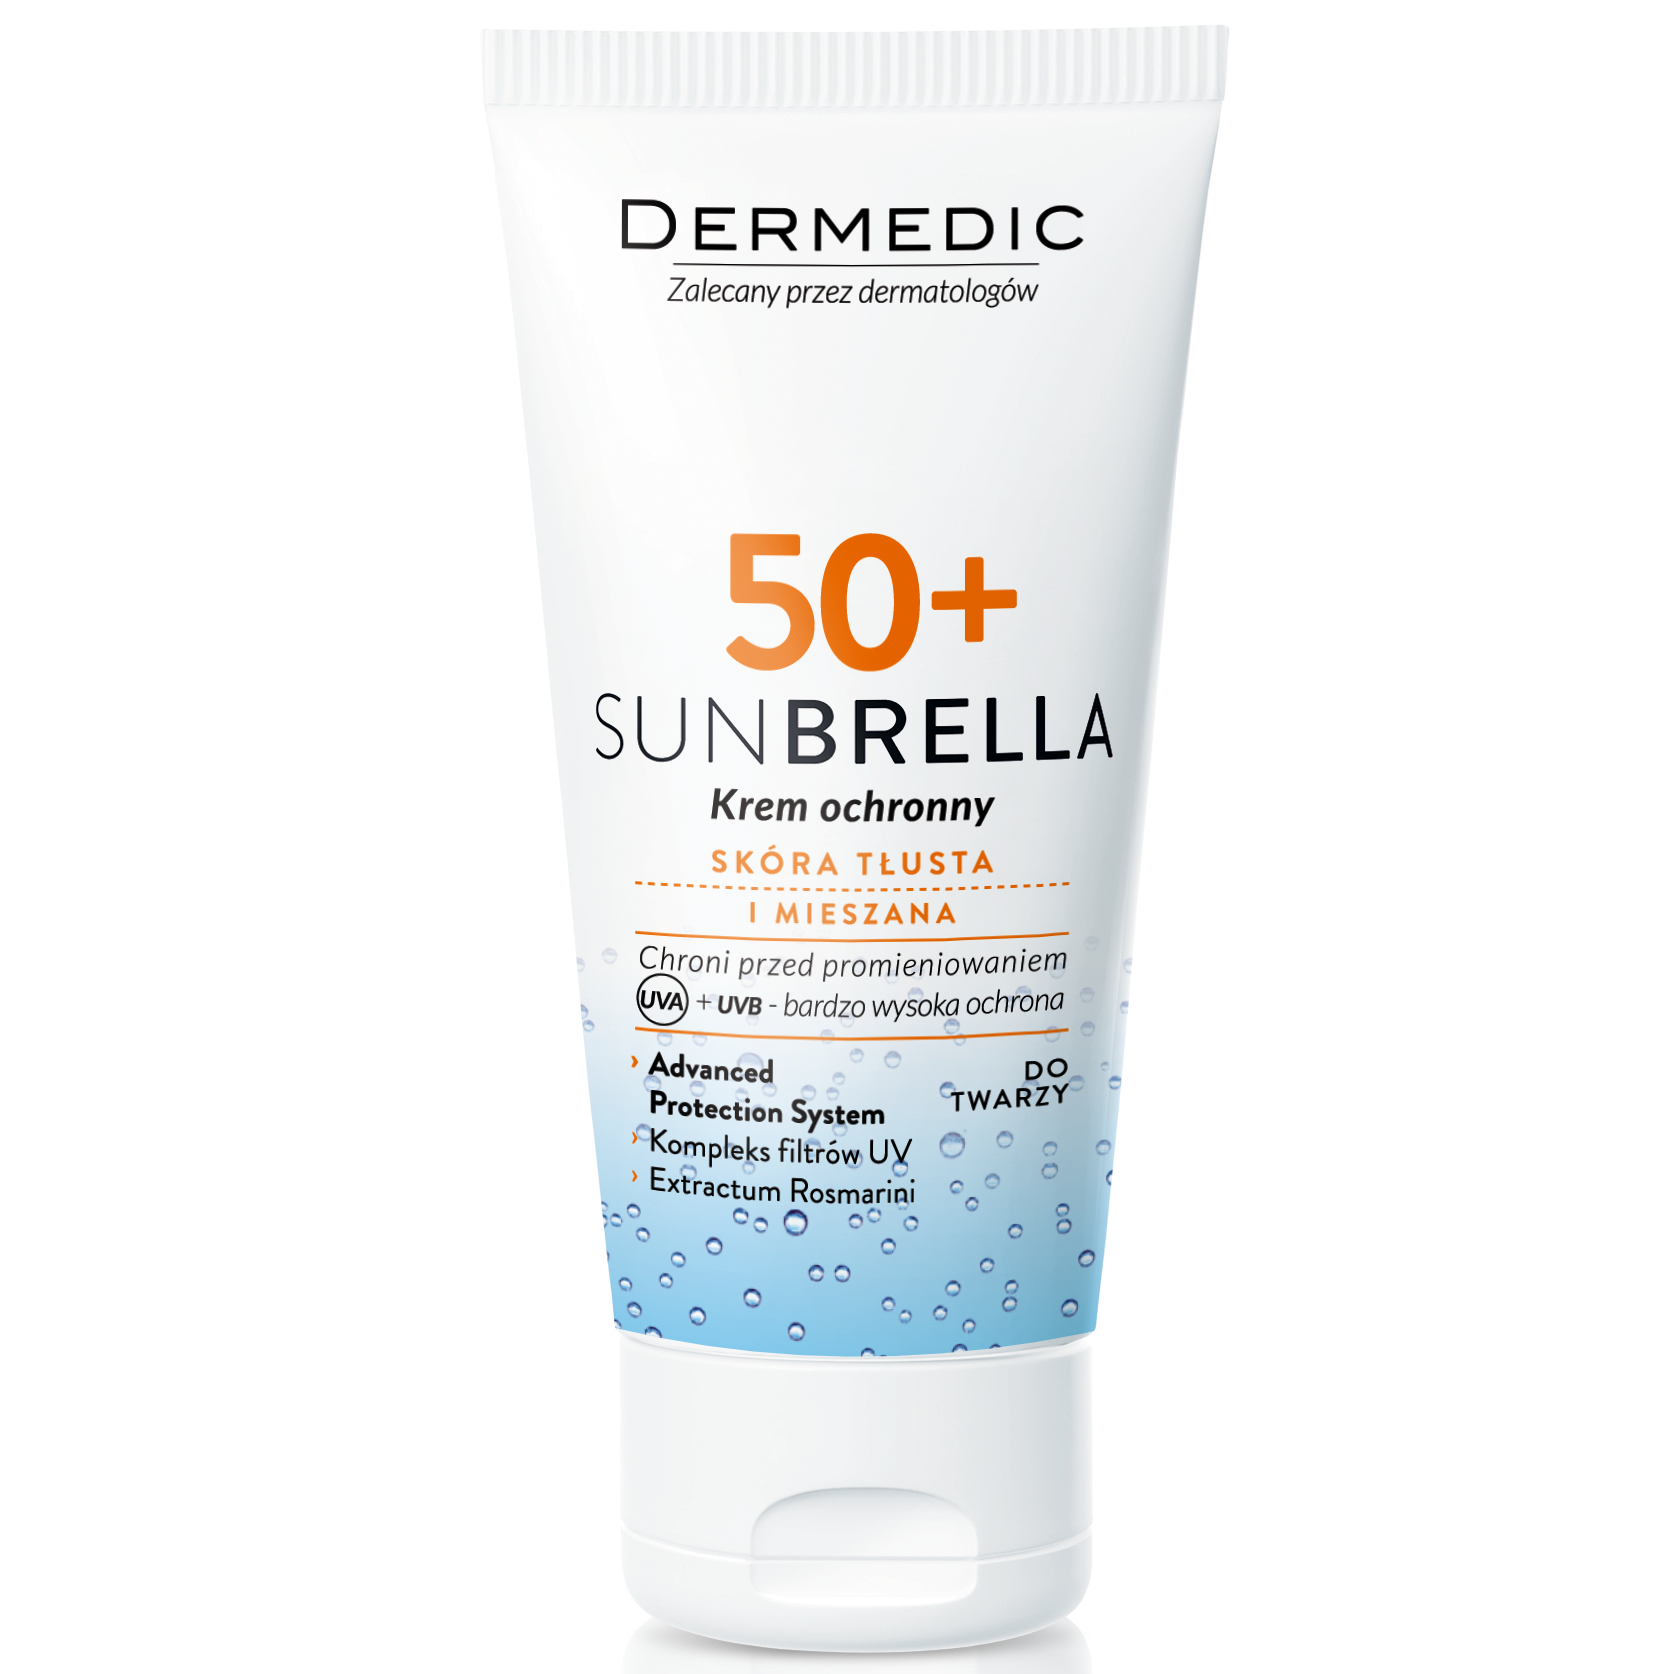 DERMEDIC
Zalecany przez dermatologów
50+
SUNBRELLA
Krem ochronny
SKÓRA TŁUSTA
I MIESZANA
Chroni przed promieniowaniem
UVA + UVB - bardzo wysoka ochrona
› Advanced
Protection System
› Kompleks filtrów UV
› Extractum Rosmarini
DO
TWARZY